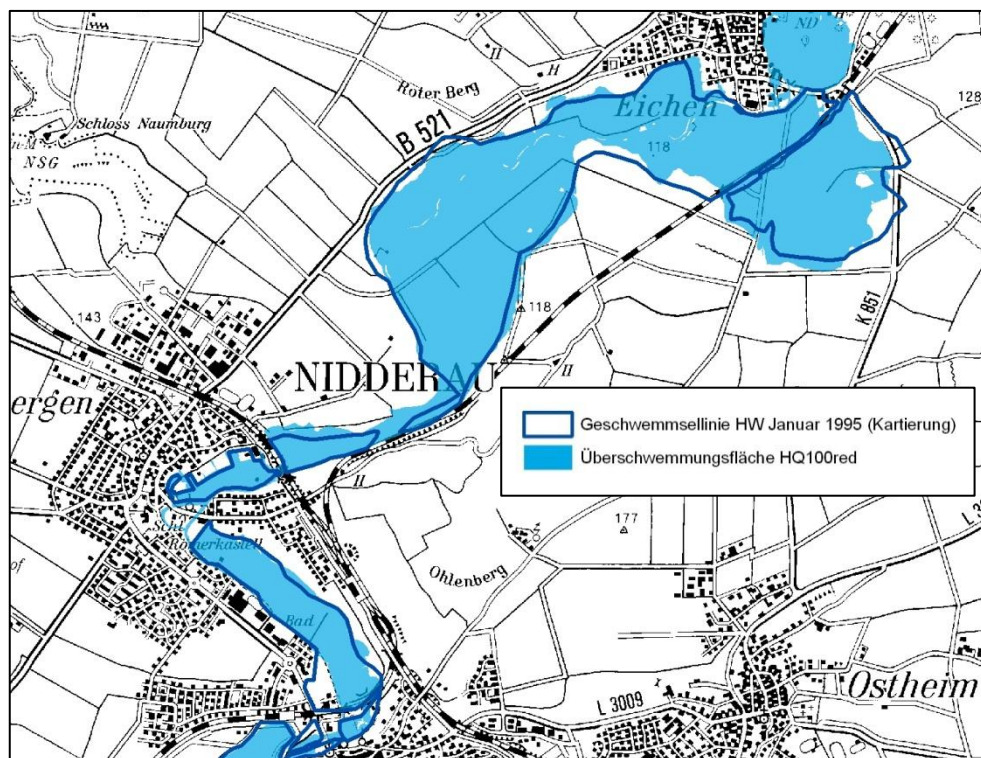 ND
H
H
Roter Berg
Eichen
128
Schloss Naumburg
B 521
118
NSG
118
K 851
143
NIDDERAU
H
ergen
Geschwemmsellinie HW Januar 1995 (Kartierung)
Überschwemmungsfläche HQ100red
H
177
Römerkastell
of
Ohlenberg
Bad
Ostheim
L 3009